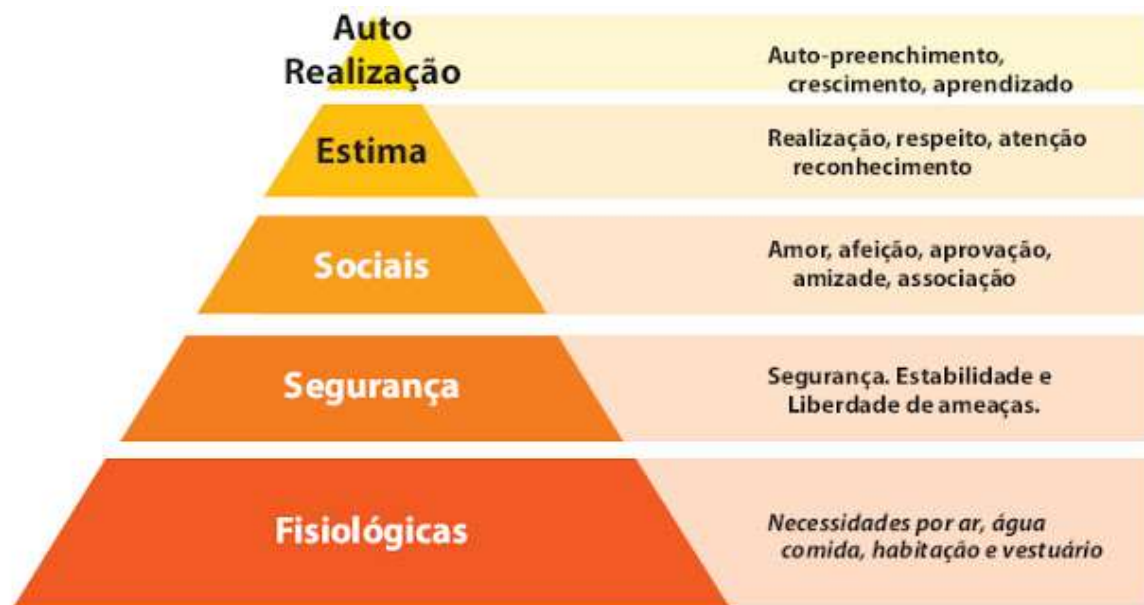 Auto
Realização
Auto-preenchimento,
crescimento, aprendizado
Estima
Realização, respeito, atenção
reconhecimento
Sociais
Amor, afeição, aprovação,
amizade, associação
Segurança
Segurança. Estabilidade e
Liberdade de ameaças.
Fisiológicas
Necessidades por ar, água
comida, habitação e vestuário